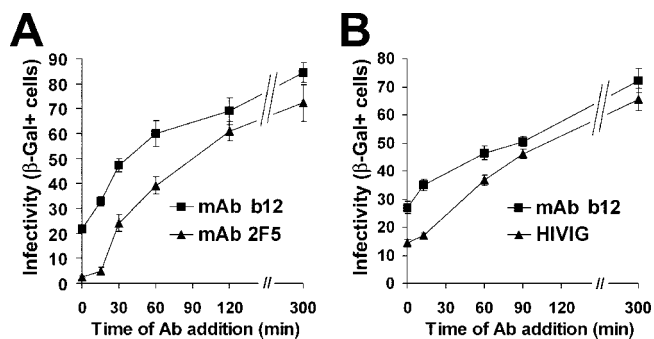 A
Infectivity (β-Gal+ cells)
90
80
70
60
50
40
30
20
10
0
mAb b12
mAb 2F5
0 30 60 90 120 // 300
Time of Ab addition (min)
B
Infectivity (β-Gal+ cells)
80
70
60
50
40
30
20
10
0
mAb b12
HIVIG
0 30 60 90 120 // 300
Time of Ab addition (min)